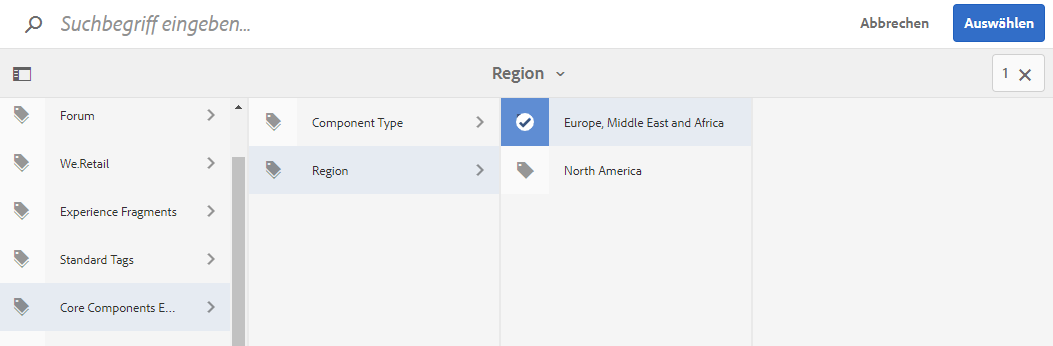 Suchbegriff eingeben...
Abbrechen
Auswählen
Region
1
Forum
We.Retail
Experience Fragments
Standard Tags
Core Components E...
Component Type
Region
Europe, Middle East and Africa
North America